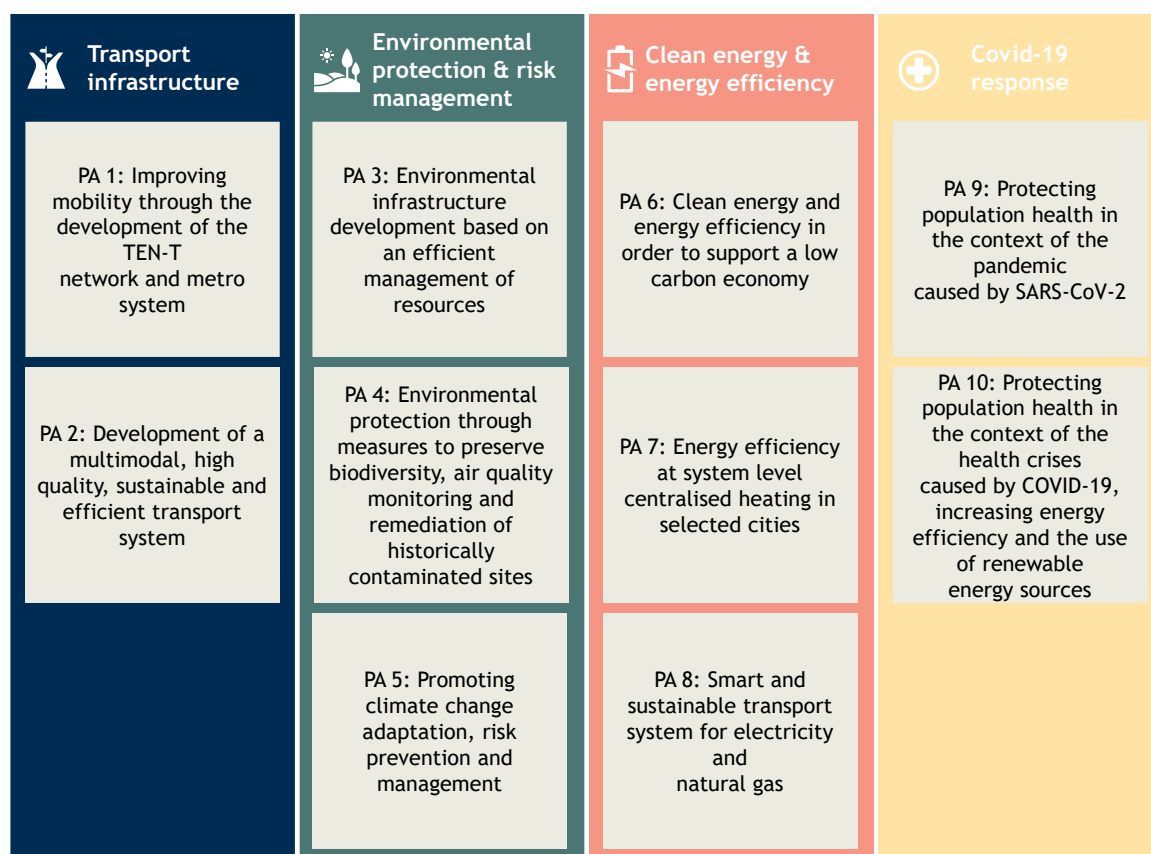 Transport
infrastructure
PA 1: Improving
mobility through the
development of the
TEN-T
network and metro
system
PA 2: Development of a
multimodal, high
quality, sustainable and
efficient transport
system
Environmental
protection & risk
management
PA 3: Environmental
infrastructure
development based on
an efficient
management of
resources
PA 4: Environmental
protection through
measures to preserve
biodiversity, air quality
monitoring and
remediation of
historically
contaminated sites
PA 5: Promoting
climate change
adaptation, risk
prevention and
management
Clean energy &
energy efficiency
PA 6: Clean energy and
energy efficiency in
order to support a low
carbon economy
PA 7: Energy efficiency
at system level
centralised heating in
selected cities
PA 8: Smart and
sustainable transport
system for electricity
and
natural gas
Covid-19
response
PA 9: Protecting
population health in
the context of the
pandemic
caused by SARS-CoV-2
PA 10: Protecting
population health in
the context of the
health crises
caused by COVID-19,
increasing energy
efficiency and the use
of renewable
energy sources